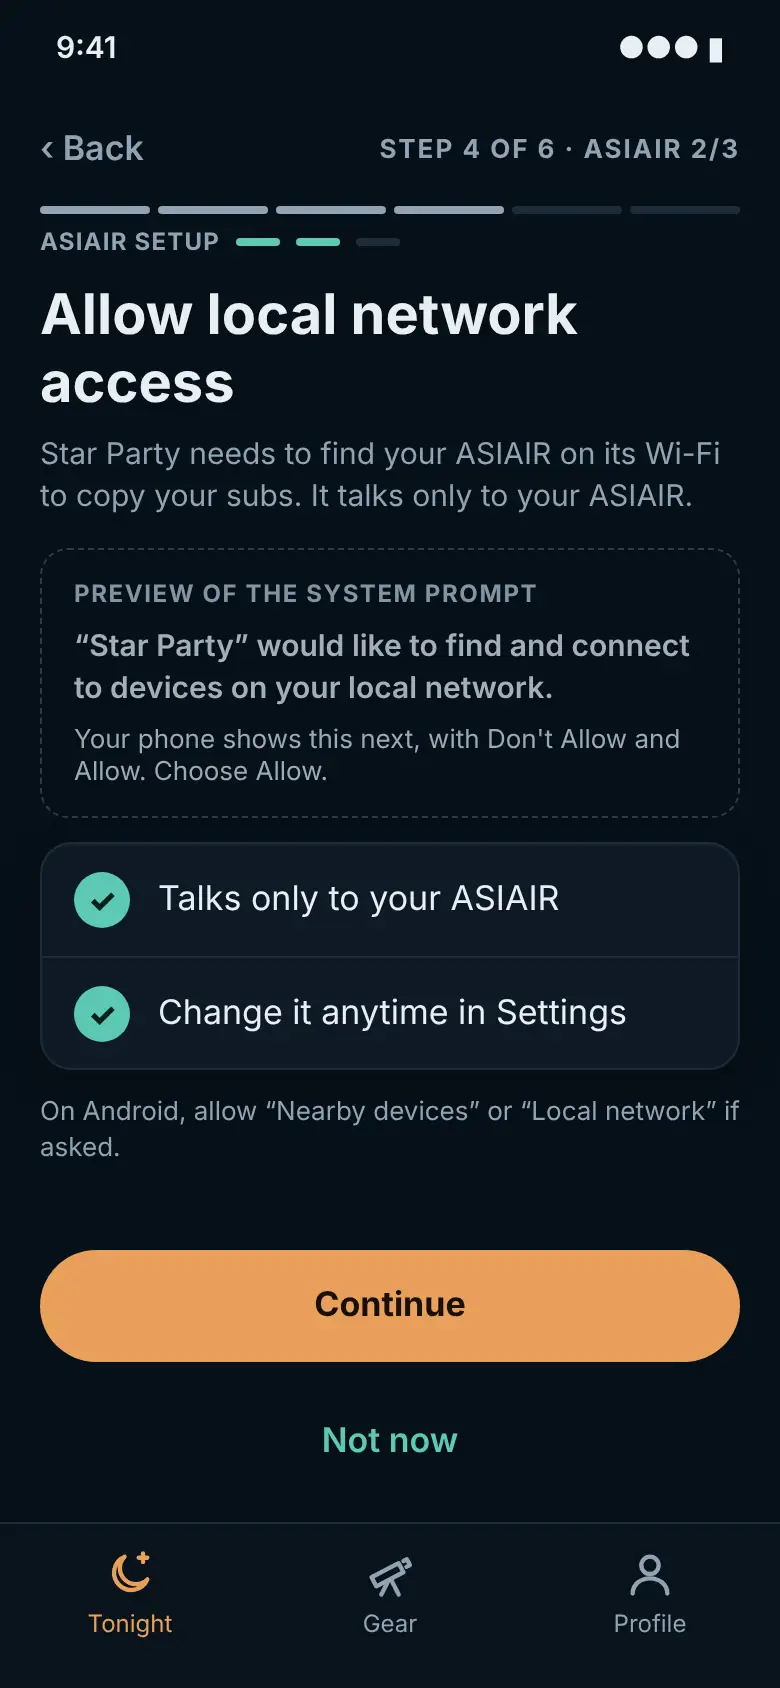 9:41
‹ Back
STEP 4 OF 6 · ASIAIR 2/3
ASIAIR SETUP
Allow local network
access
Star Party needs to find your ASIAIR on its Wi-Fi
to copy your subs. It talks only to your ASIAIR.
PREVIEW OF THE SYSTEM PROMPT
“Star Party” would like to find and connect
to devices on your local network.
Your phone shows this next, with Don't Allow and
Allow. Choose Allow.
Talks only to your ASIAIR
Change it anytime in Settings
On Android, allow “Nearby devices” or “Local network” if
asked.
Continue
Not now
Tonight
Gear
Profile